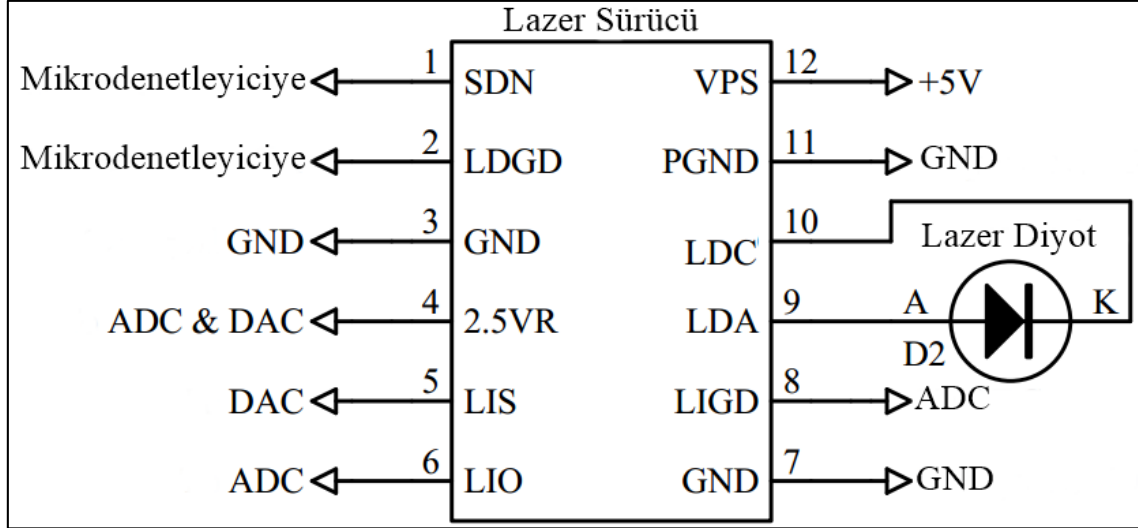 Lazer Sürücü
Mikrodenetleyiciye 1 SDN VPS 12 +5V
Mikrodenetleyiciye 2 LDGD PGND 11 GND
GND 3 GND LDC 10
Lazer Diyot
ADC & DAC 4 2.5VR LDA 9 A K
D2
DAC 5 LIS LIGD 8 ADC
ADC 6 LIO GND 7 GND